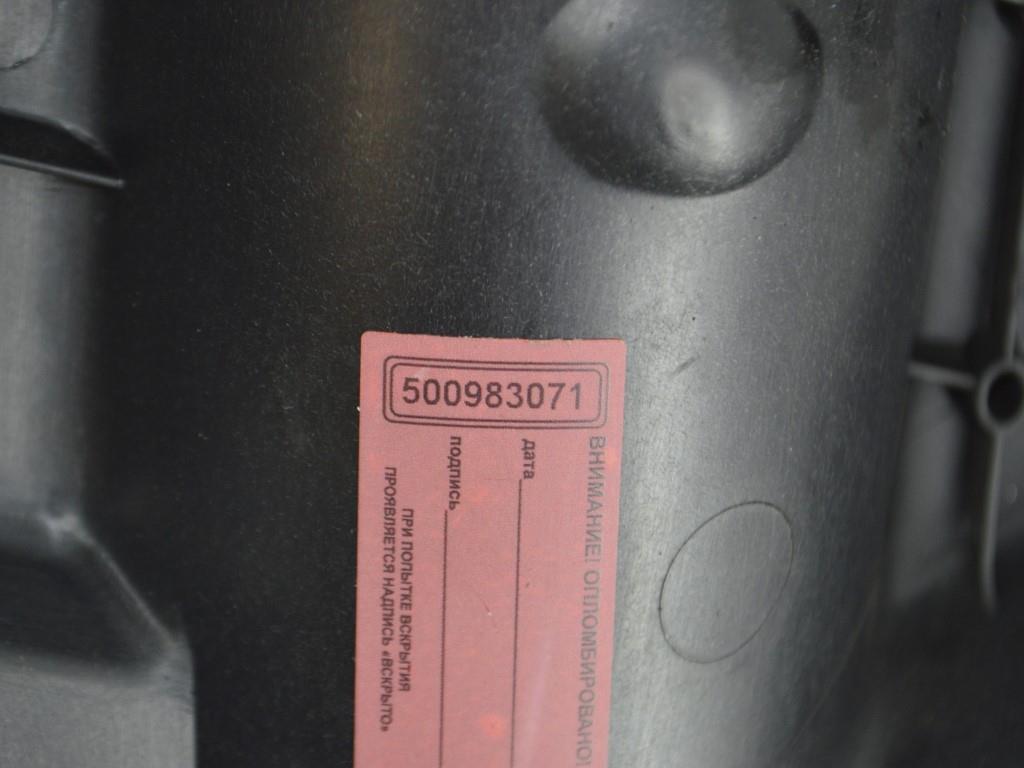 500983071
ВНИМАНИЕ! ОПЛОМБИРОВАНО!
дата
подпись
ПРИ ПОПЫТКЕ ВСКРЫТИЯ
ПРОЯВЛЯЕТСЯ НАДПИСЬ «ВСКРЫТО»